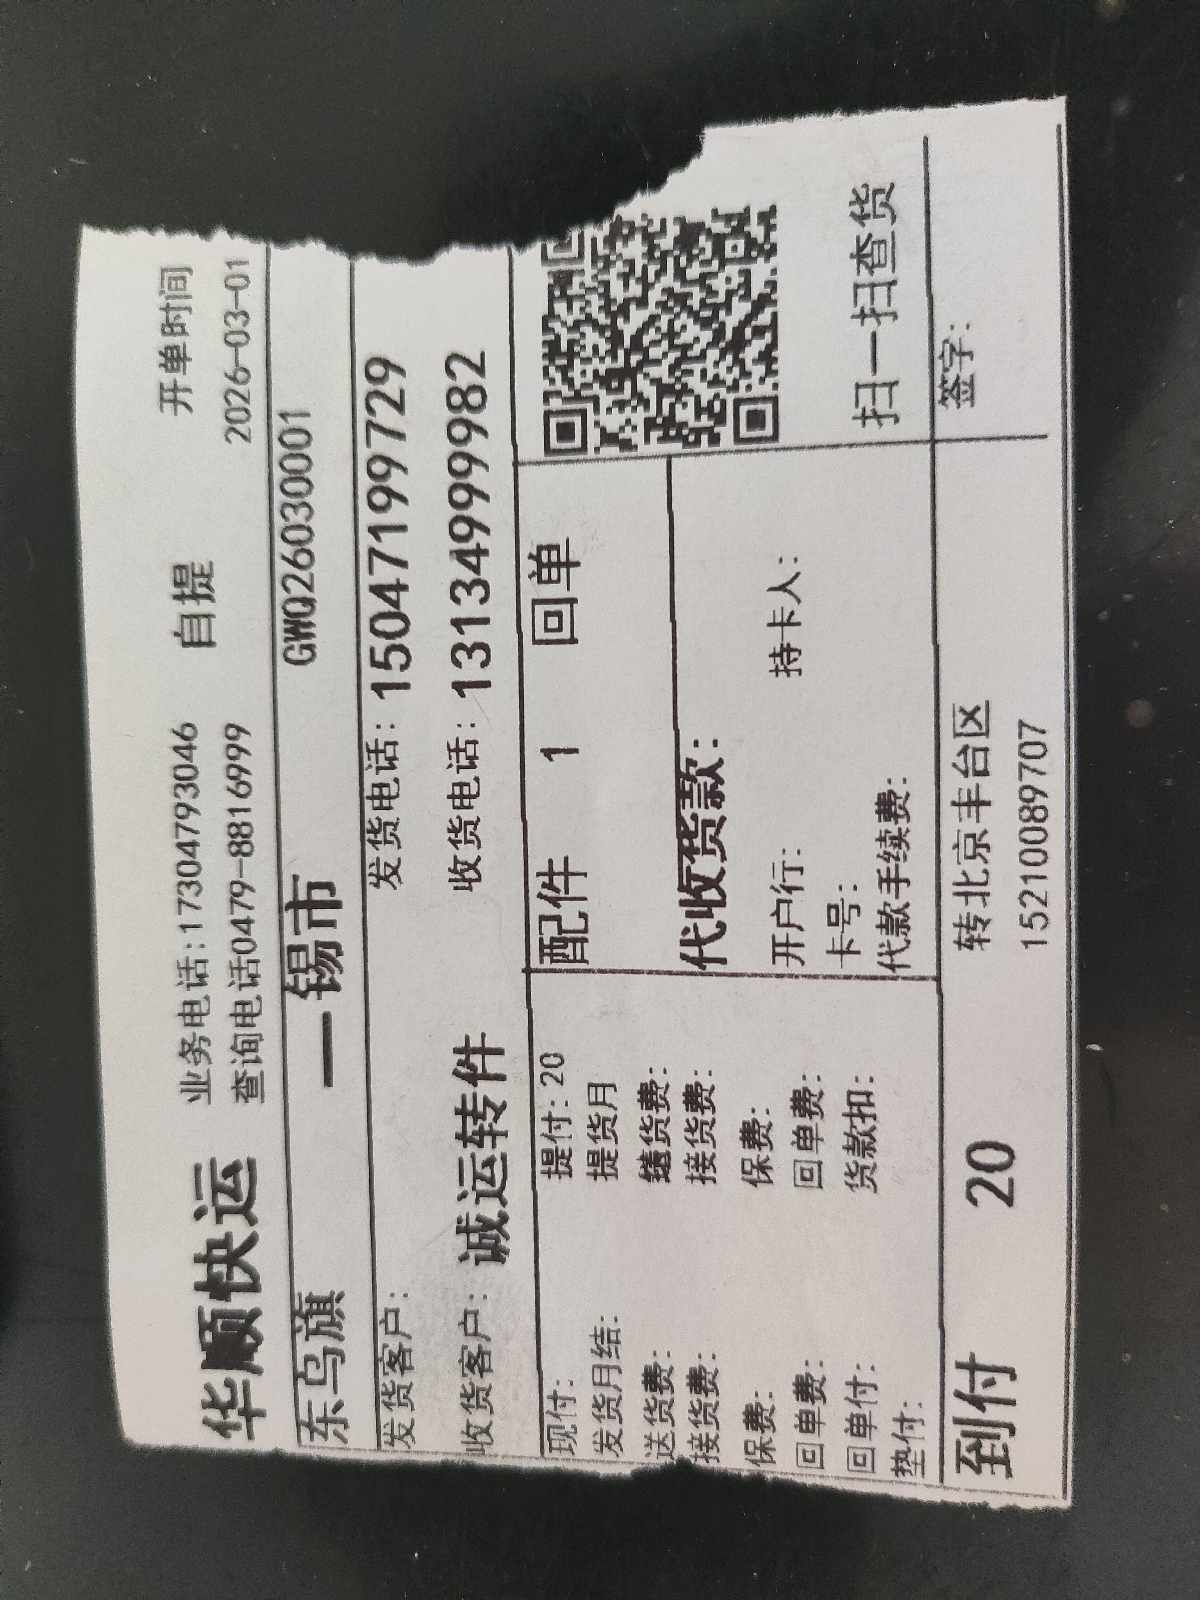 华顺快运 业务电话:17304793046 自提 开单时间
查询电话0479-8816999 2026-03-01
东乌旗 一锡市 GWQ26030001
发货客户: 发货电话: 15047199729
收货客户: 诚运转件 收货电话: 13134999982
现付: 提付:20 配件 1 回单
发货月结: 提货月
送货费: 货费:
接货费: 接货费: 代收货款:
保费: 保费: 开户行: 持卡人:
回单费: 回单费: 卡号:
回单付: 货款扣: 代款手续费: 扫一扫查货
垫付:
到付 20 转北京丰台区 签字:
15210089707